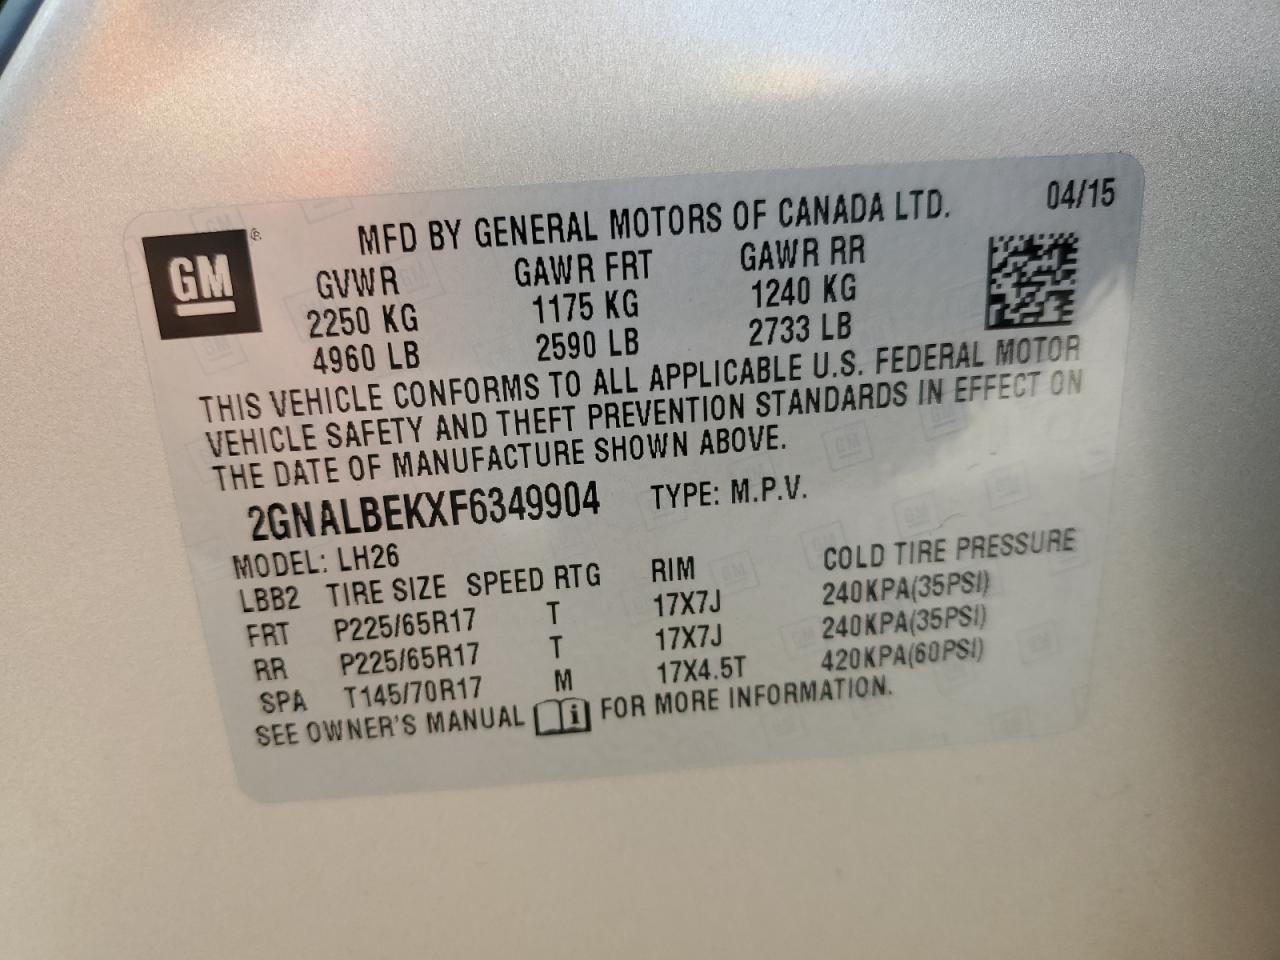 GM ®
MFD BY GENERAL MOTORS OF CANADA LTD. 04/15
GVWR GAWR FRT GAWR RR
2250 KG 1175 KG 1240 KG
4960 LB 2590 LB 2733 LB
THIS VEHICLE CONFORMS TO ALL APPLICABLE U.S. FEDERAL MOTOR
VEHICLE SAFETY AND THEFT PREVENTION STANDARDS IN EFFECT ON
THE DATE OF MANUFACTURE SHOWN ABOVE.
2GNALBEKXF6349904 TYPE: M.P.V.
MODEL: LH26
LBB2 TIRE SIZE SPEED RTG RIM COLD TIRE PRESSURE
FRT P225/65R17 T 17X7J 240KPA(35PSI)
RR P225/65R17 T 17X7J 240KPA(35PSI)
SPA T145/70R17 M 17X4.5T 420KPA(60PSI)
SEE OWNER'S MANUAL i FOR MORE INFORMATION.